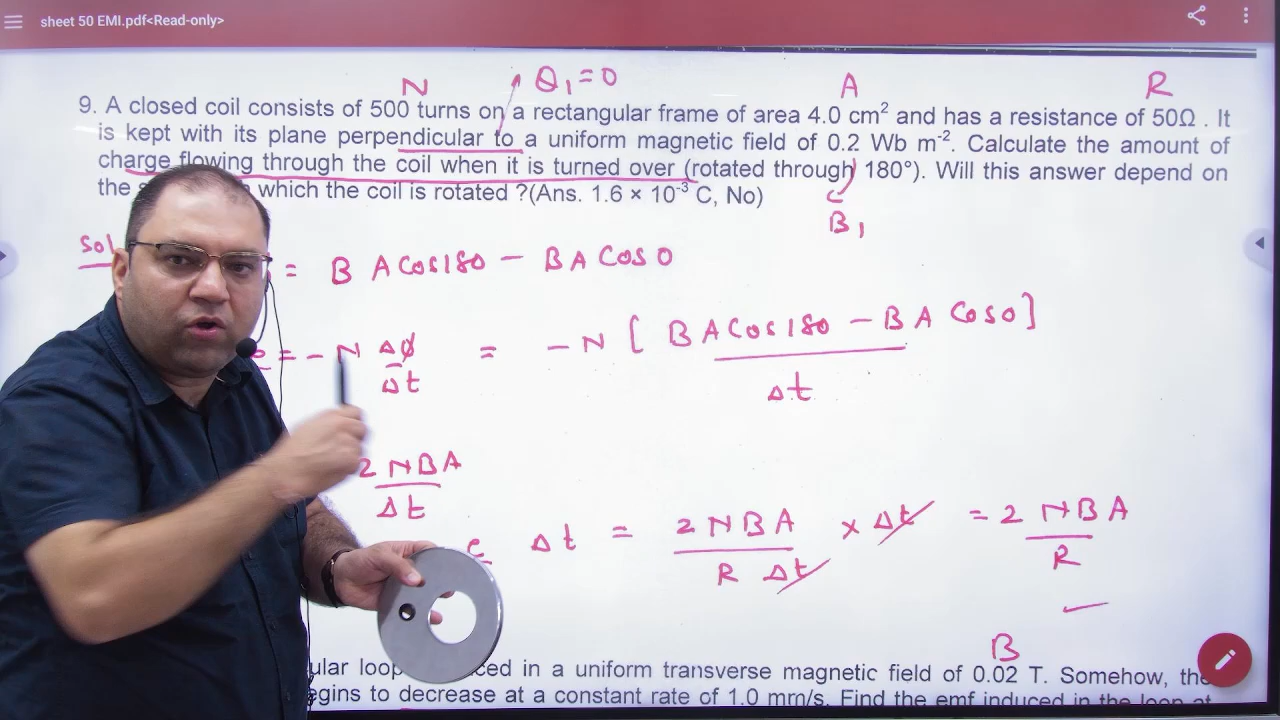 sheet 50 EMI.pdf<Read-only>
N θ₁=0 A R
9. A closed coil consists of 500 turns on a rectangular frame of area 4.0 cm² and has a resistance of 50Ω . It
is kept with its plane perpendicular to a uniform magnetic field of 0.2 Wb m⁻². Calculate the amount of
charge flowing through the coil when it is turned over (rotated through 180°). Will this answer depend on
the which the coil is rotated ?(Ans. 1.6 × 10⁻³ C, No)
B₁
Sol
= B A Cos180 − B A Cos 0
e = − N Δφ/Δt = − N [ B A Cos 180 − B A Cos 0 ] / Δt
2 N B A / Δt
e Δt = 2 N B A / R Δt × Δt = 2 N B A / R
B
ular loop in a uniform transverse magnetic field of 0.02 T. Somehow, the
egins to decrease at a constant rate of 1.0 mm/s. Find the emf induced in the loop at